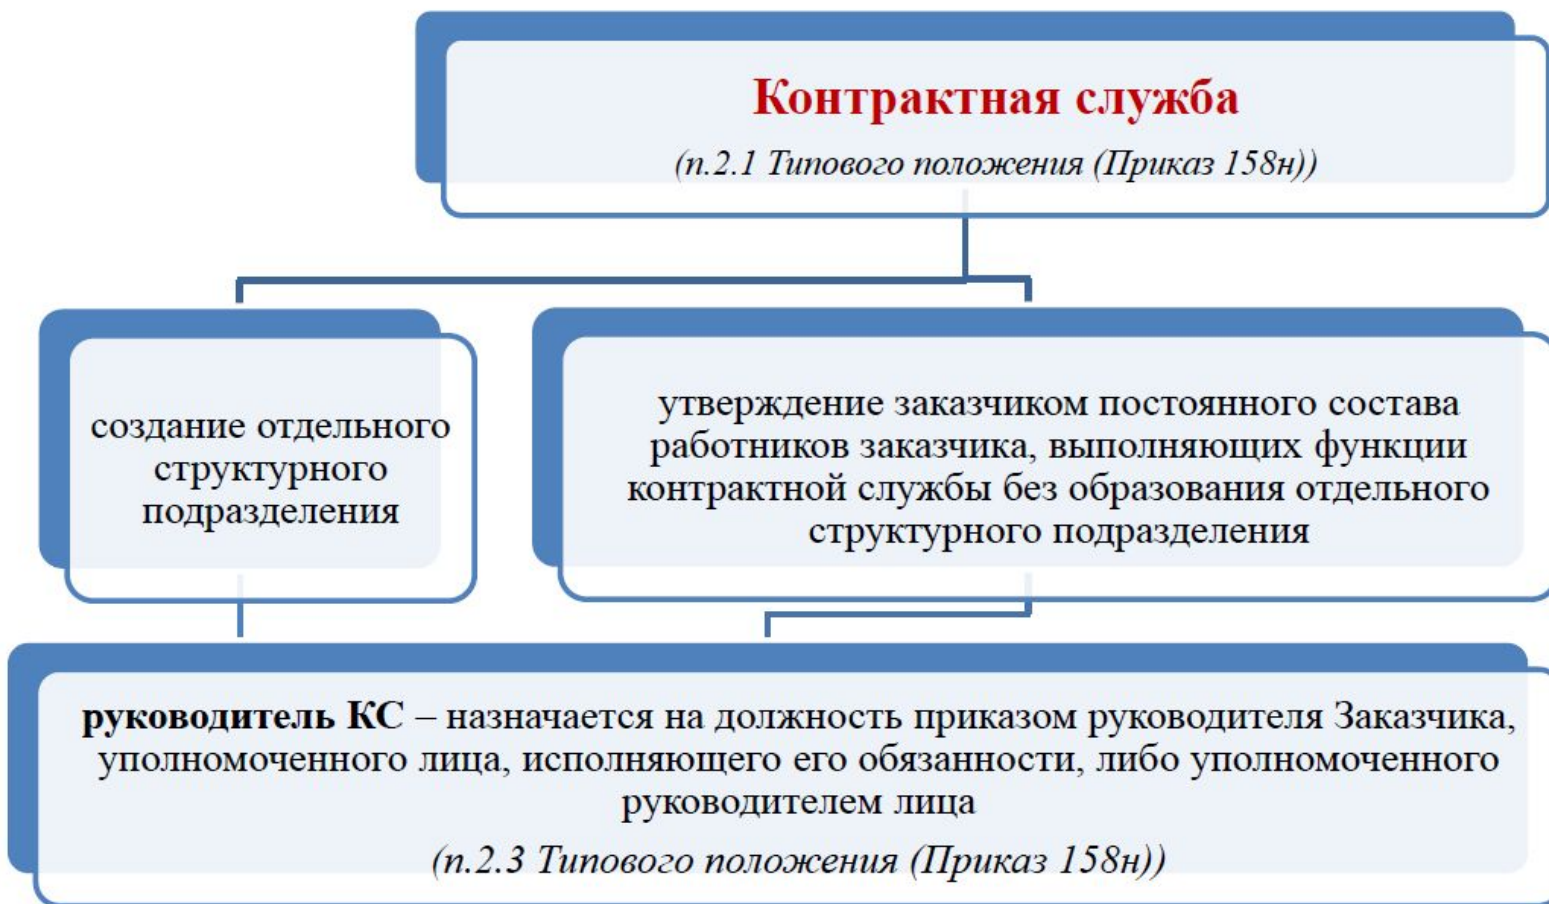 Контрактная служба
(п.2.1 Типового положения (Приказ 158н))
создание отдельного
структурного
подразделения
утверждение заказчиком постоянного состава
работников заказчика, выполняющих функции
контрактной службы без образования отдельного
структурного подразделения
руководитель КС – назначается на должность приказом руководителя Заказчика,
уполномоченного лица, исполняющего его обязанности, либо уполномоченного
руководителем лица
(п.2.3 Типового положения (Приказ 158н))